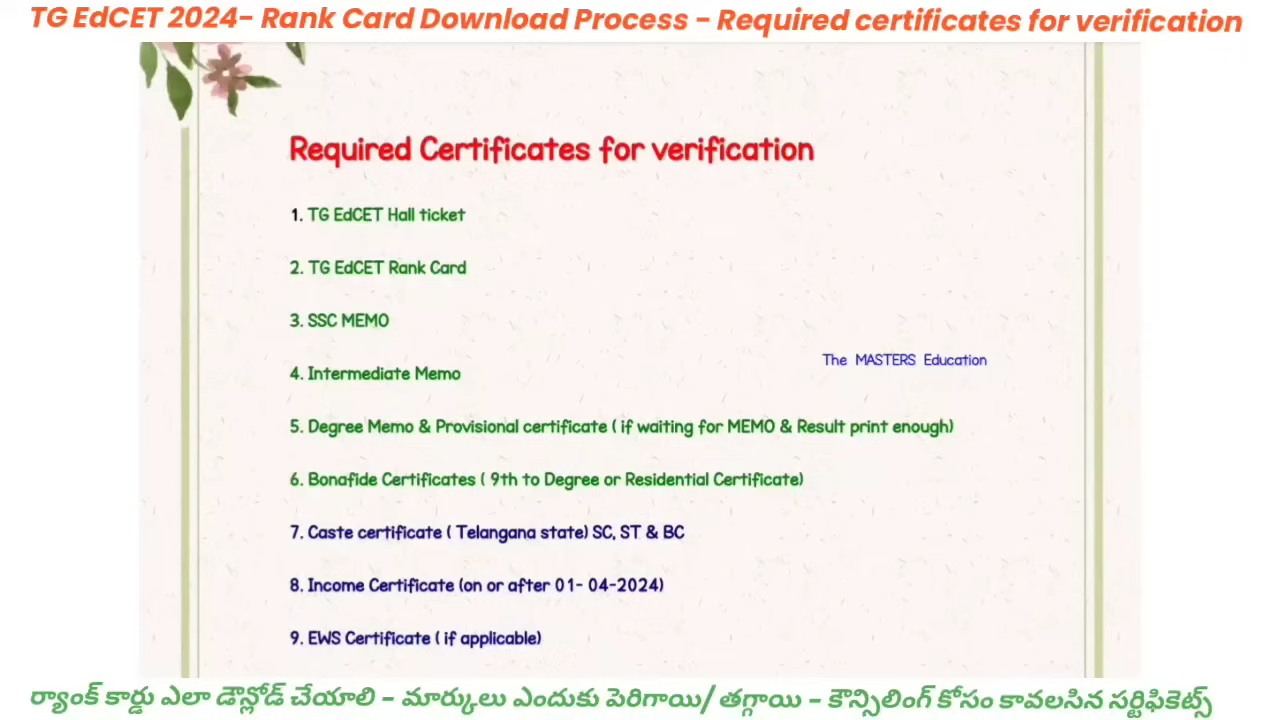 TG EdCET 2024- Rank Card Download Process - Required certificates for verification
Required Certificates for verification
1. TG EdCET Hall ticket
2. TG EdCET Rank Card
3. SSC MEMO
The MASTERS Education
4. Intermediate Memo
5. Degree Memo & Provisional certificate ( if waiting for MEMO & Result print enough)
6. Bonafide Certificates ( 9th to Degree or Residential Certificate)
7. Caste certificate ( Telangana state) SC, ST & BC
8. Income Certificate (on or after 01- 04-2024)
9. EWS Certificate ( if applicable)
ర్యాంక్ కార్డు ఎలా డౌన్లోడ్ చేయాలి - మార్కులు ఎందుకు పెరిగాయి/ తగ్గాయి - కౌన్సిలింగ్ కోసం కావలసిన సర్టిఫికెట్స్